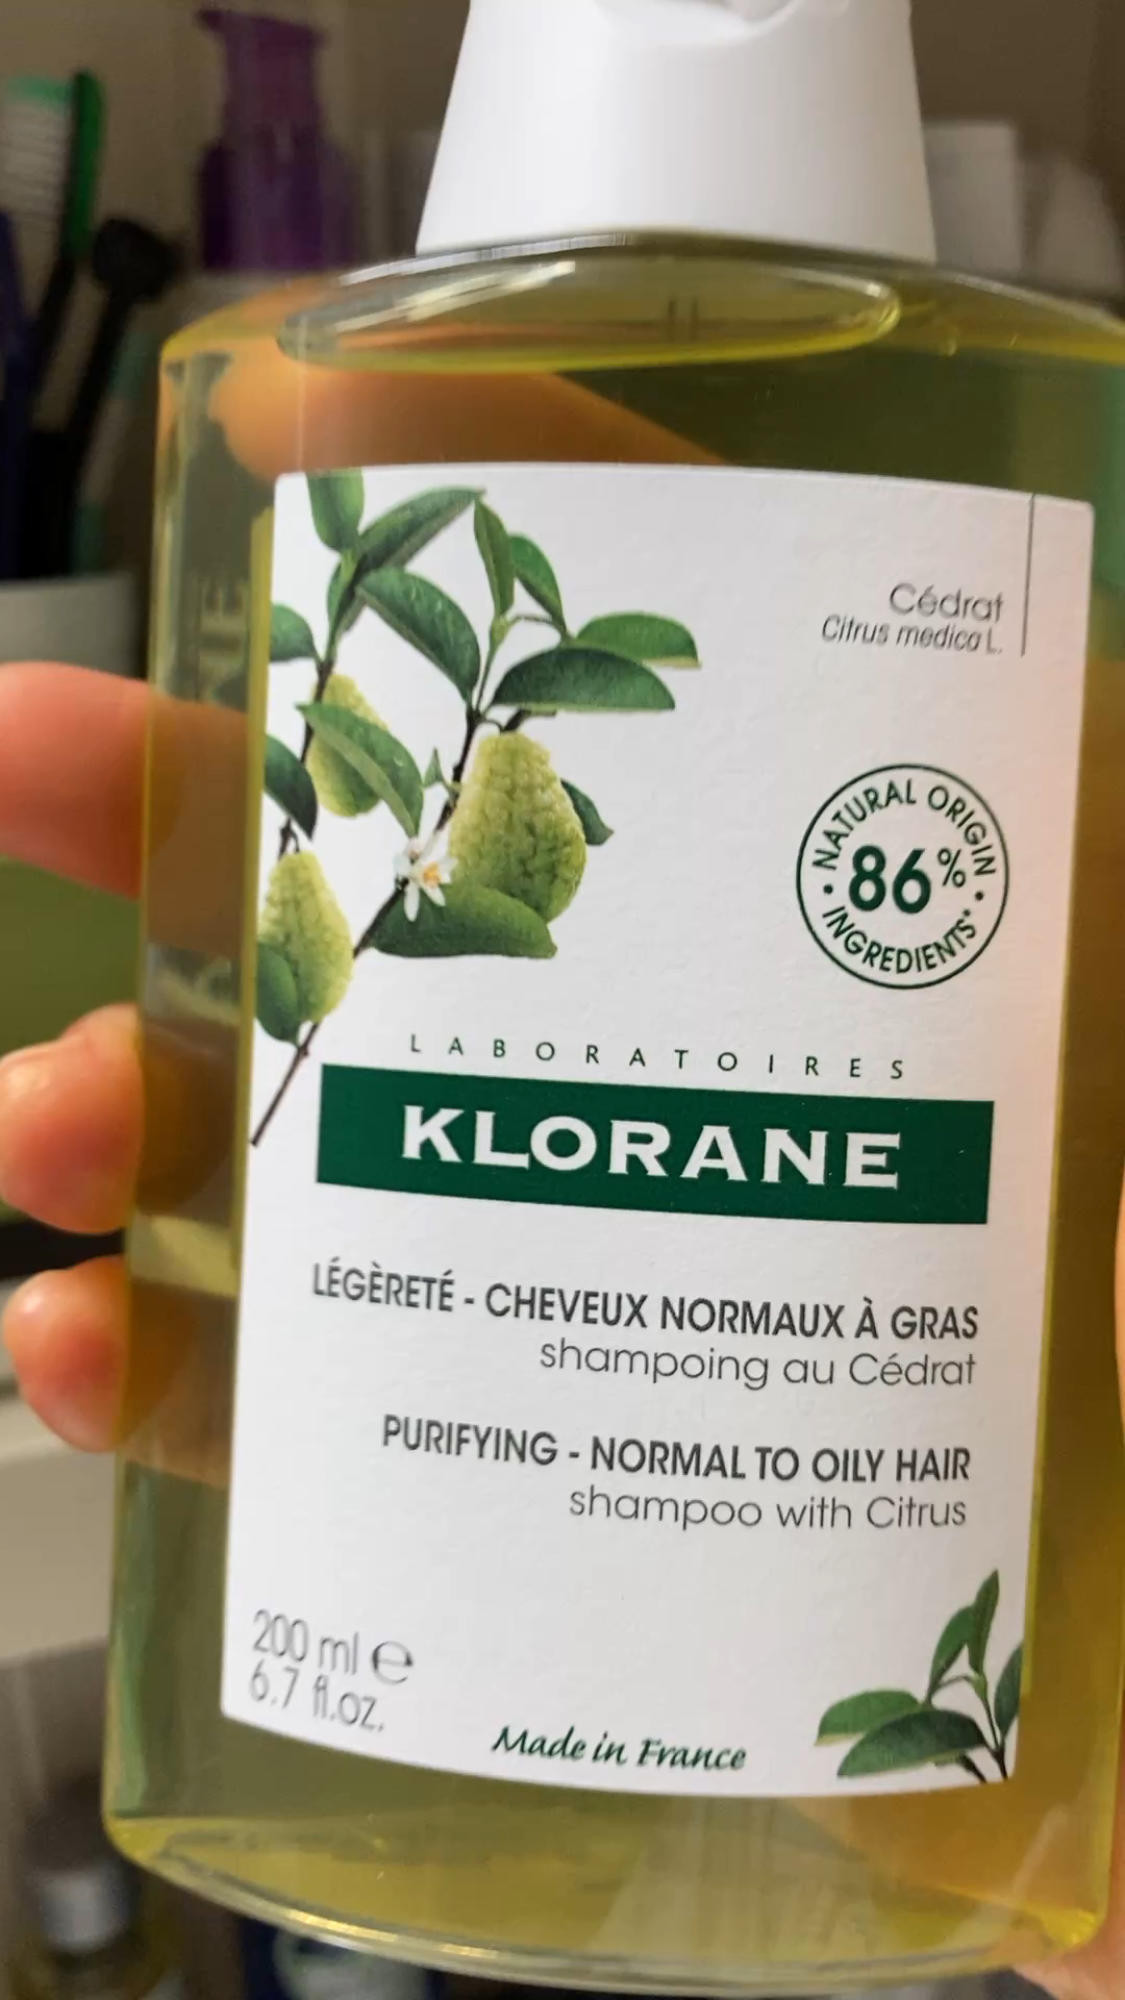 Cédrat
Citrus medica L.
• NATURAL ORIGIN •
86%
INGREDIENTS*
LABORATOIRES
KLORANE
LÉGÈRETÉ - CHEVEUX NORMAUX À GRAS
shampoing au Cédrat
PURIFYING - NORMAL TO OILY HAIR
shampoo with Citrus
200 ml e
6.7 fl.oz.
Made in France